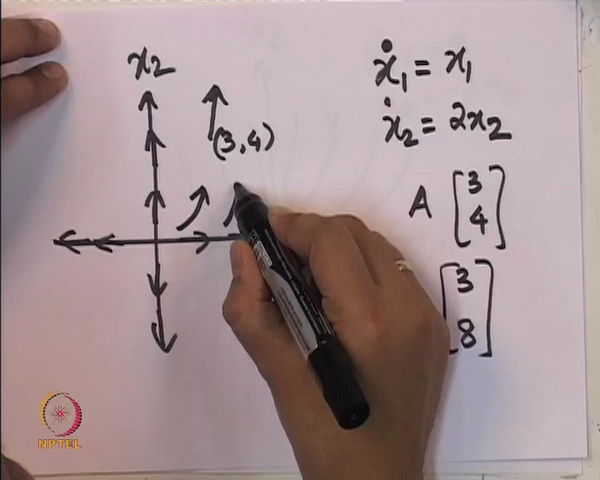 x2
(3,4)
ẋ1 = x1
ẋ2 = 2x2
A [3 4]
[3 8]
NPTEL